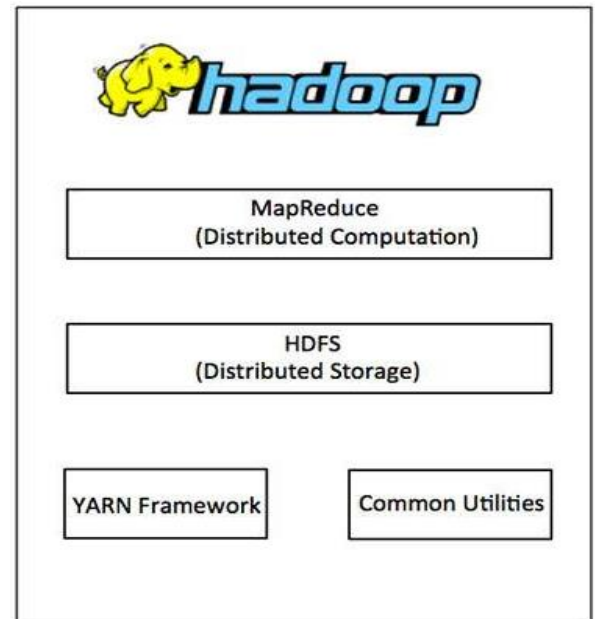 hadoop
MapReduce
(Distributed Computation)
HDFS
(Distributed Storage)
YARN Framework
Common Utilities